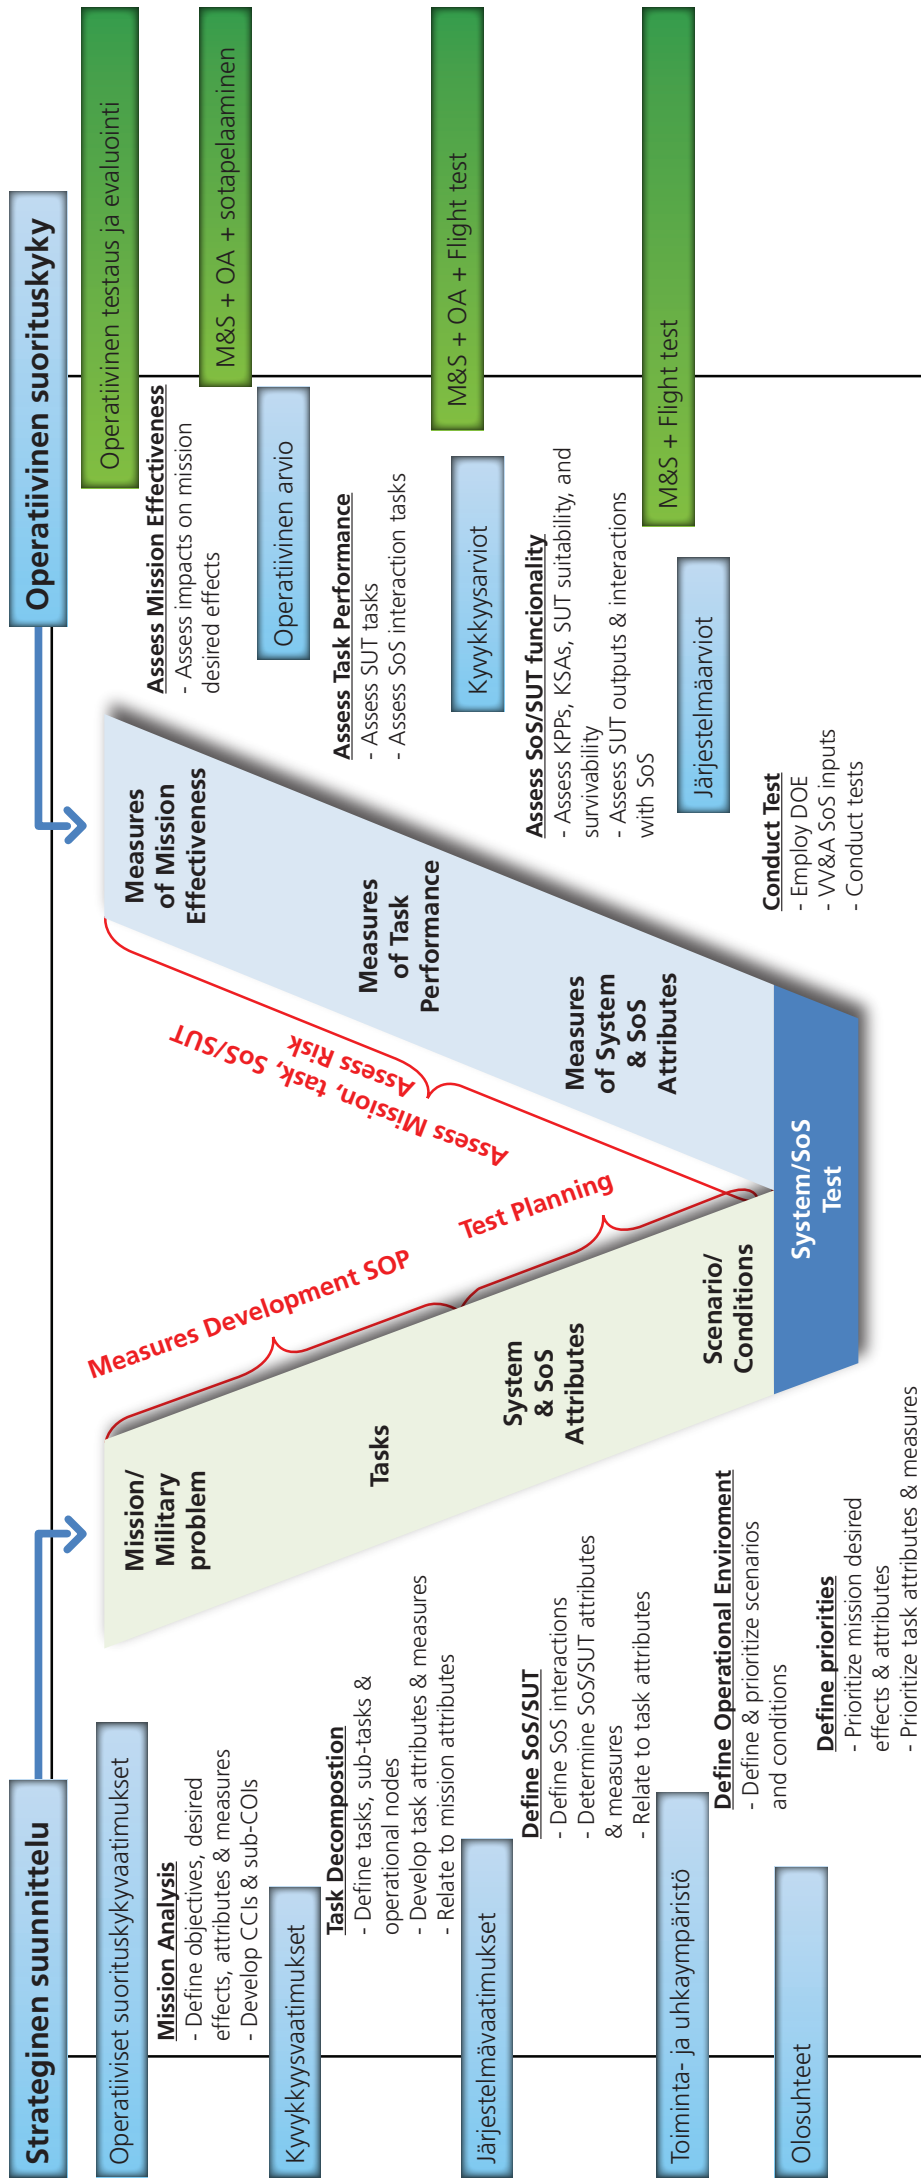 Strateginen suunnittelu
Operatiiviset suorituskykyvaatimukset
Mission Analysis
- Define objectives, desired
effects, attributes & measures
- Develop CCIs & sub-COIs
Kyvykkyysvaatimukset
Task Decompostion
- Define tasks, sub-tasks &
operational nodes
- Develop task attributes & measures
- Relate to mission attributes
Järjestelmävaatimukset
Define SoS/SUT
- Define SoS interactions
- Determine SoS/SUT attributes
& measures
- Relate to task attributes
Toiminta- ja uhkaympäristö
Define Operational Enviroment
- Define & prioritize scenarios
and conditions
Olosuhteet
Define priorities
- Prioritize mission desired
effects & attributes
- Prioritize task attributes & measures
Mission/
Military
problem
Tasks
System
& SoS
Attributes
Scenario/
Conditions
Measures Development SOP
Test Planning
System/SoS
Test
Assess Mission, task, SoS/SUT
Assess Risk
Measures
of Mission
Effectiveness
Measures
of Task
Performance
Measures
of System
& SoS
Attributes
Operatiivinen suorituskyky
Operatiivinen testaus ja evaluointi
Assess Mission Effectiveness
- Assess impacts on mission
desired effects
M&S + OA + sotapelaaminen
Operatiivinen arvio
Assess Task Performance
- Assess SUT tasks
- Assess SoS interaction tasks
M&S + OA + Flight test
Kyvykkyysarviot
Assess SoS/SUT funcionality
- Assess KPPs, KSAs, SUT suitability, and
survivability
- Assess SUT outputs & interactions
with SoS
M&S + Flight test
Järjestelmäarviot
Conduct Test
- Employ DOE
- VV&A SoS inputs
- Conduct tests